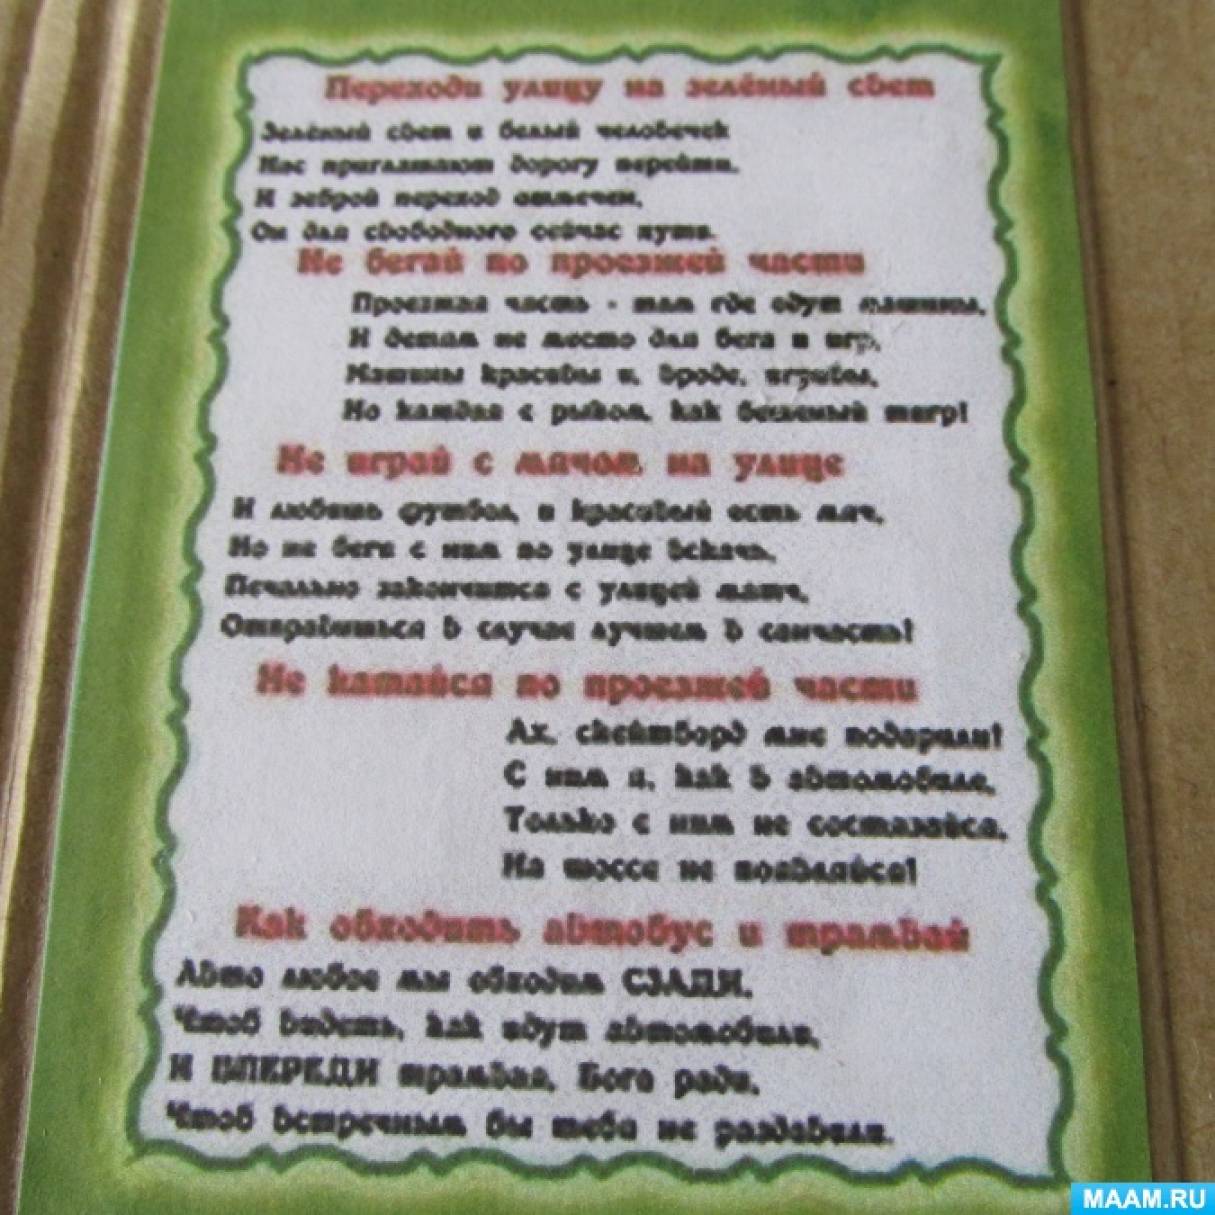 Переходи улицу на зелёный свет
Зелёный свет и белый человечек
Нас приглашают дорогу перейти,
И зеброй переход отмечен,
Он для свободного сейчас пути.
Не бегай по проезжей части
Проезжая часть - там где едут машины,
И детям не место для бега и игр,
Машины красивы и, вроде, игривы,
Но каждая с рыком, как бешеный тигр!
Не играй с мячом на улице
И любишь футбол, и красивый есть мяч,
Но не беги с ним по улице вскачь,
Печально закончится с улицей матч,
Отправишься в случае лучшем в санчасть!
Не катайся по проезжей части
Ах, скейтборд мне подарили!
С ним я, как в автомобиле,
Только с ним не состязайся,
На шоссе не появляйся!
Как обходить автобус и трамвай
Авто любое мы обходим СЗАДИ,
Чтоб видеть, как идут автомобили,
И ВПЕРЕДИ трамвая, Бога ради,
Чтоб встречным бы тебя не раздавили.
MAAM.RU